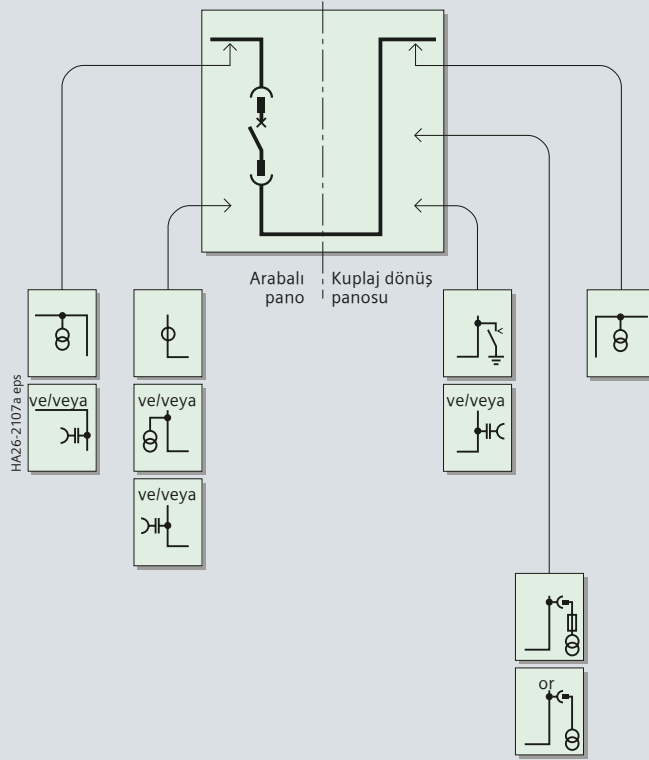 Arabalı
pano
Kuplaj dönüş
panosu
HA26-2107a eps
ve/veya
ve/veya
ve/veya
ve/veya
or